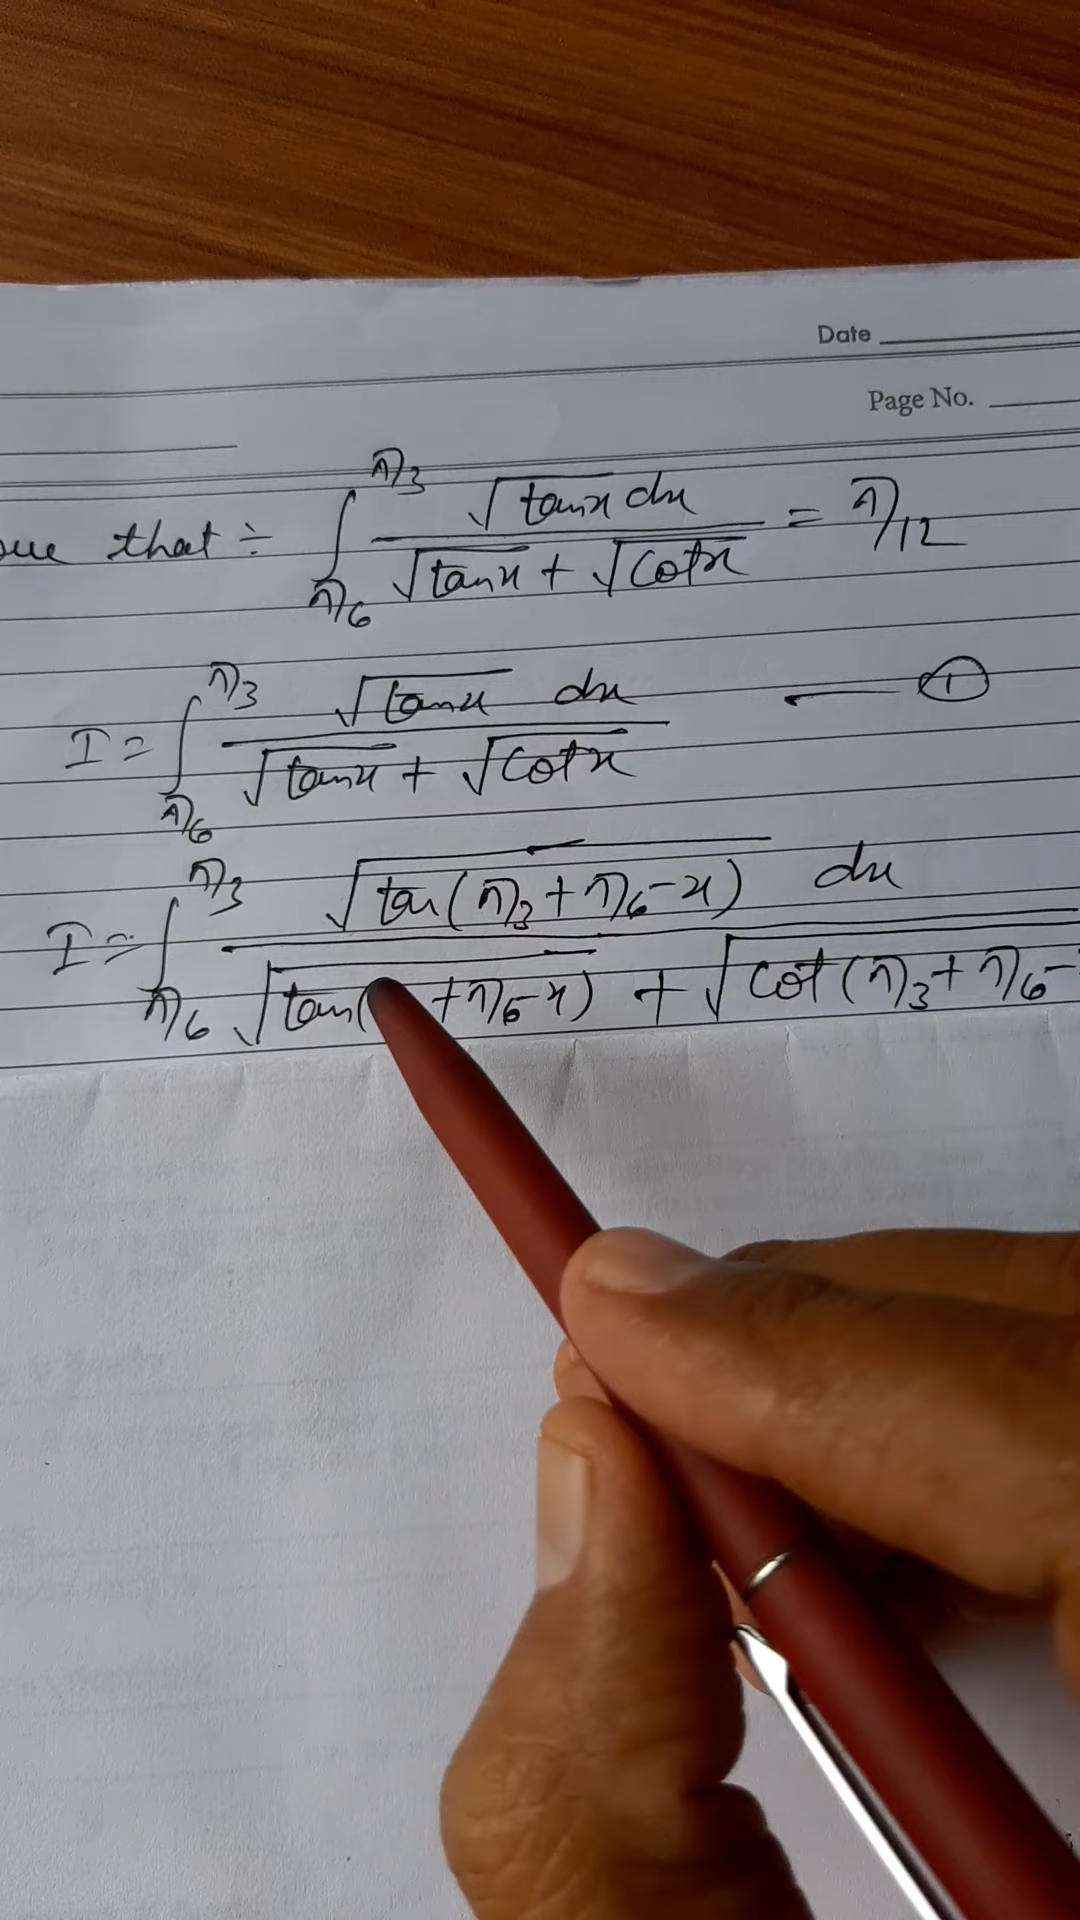 Date
Page No.
that ÷ ∫_{π/6}^{π/3} √tanx dx / (√tanx + √cotx) = π/12
I = ∫_{π/6}^{π/3} √tanx dx / (√tanx + √cotx) — ①
I = ∫_{π/6}^{π/3} √tan(π/3 + π/6 - x) dx / (√tan( + π/6 - x) + √cot(π/3 + π/6 -